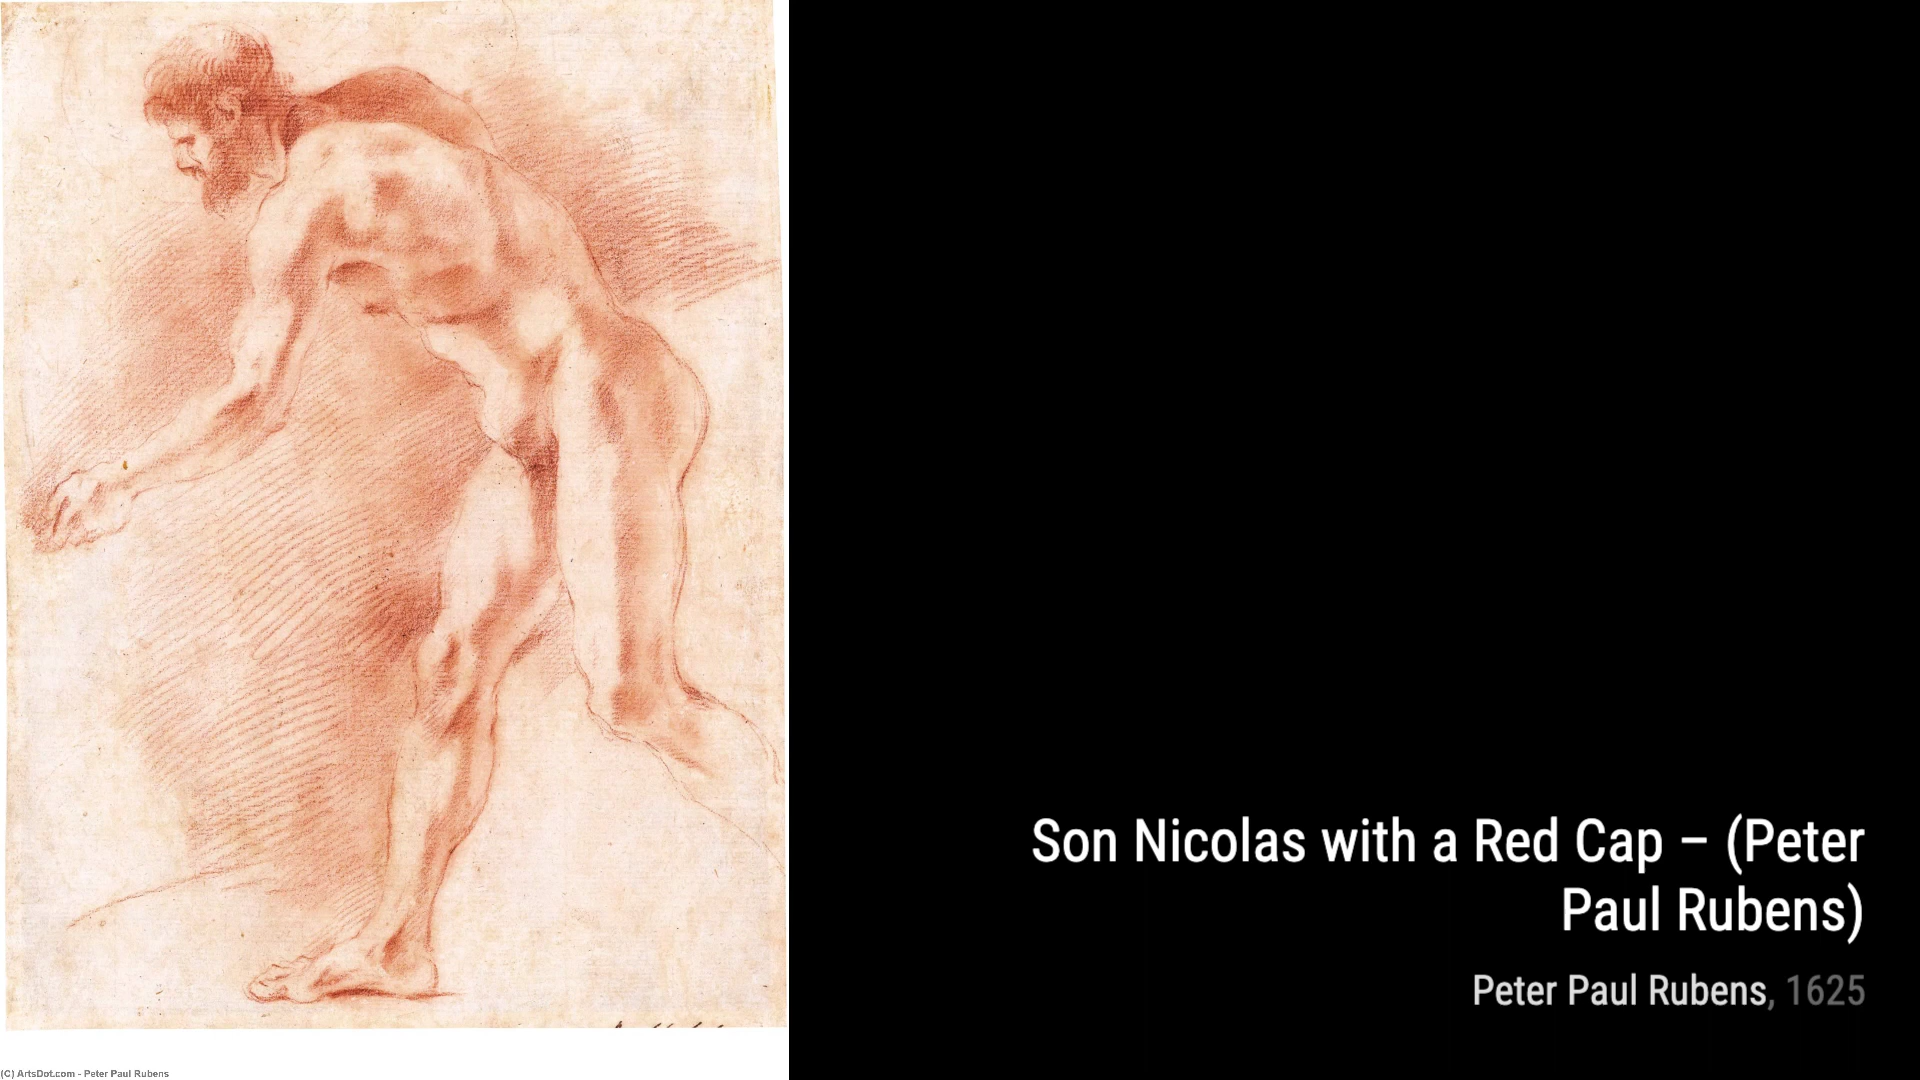 Son Nicolas with a Red Cap – (Peter
Paul Rubens)
Peter Paul Rubens, 1625
(C) ArtsDot.com - Peter Paul Rubens